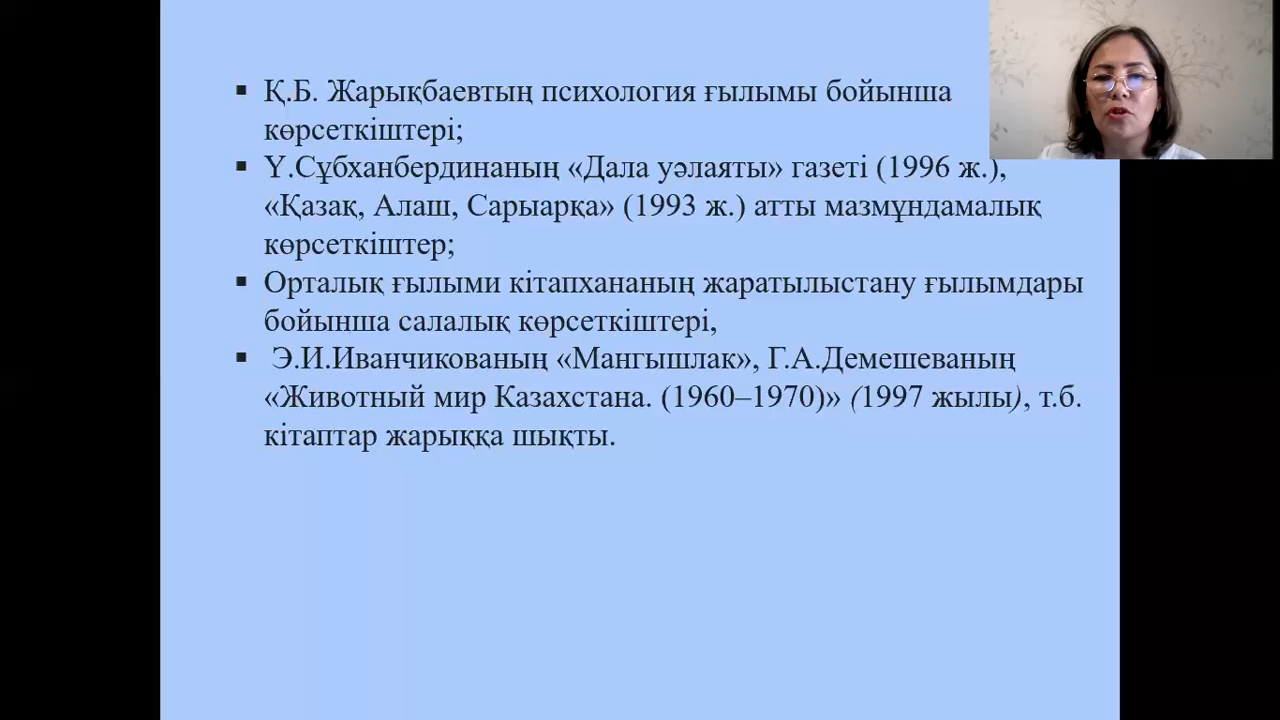 ▪ Қ.Б. Жарықбаевтың психология ғылымы бойынша
көрсеткіштері;
▪ Ү.Сұбханбердинаның «Дала уәлаяты» газеті (1996 ж.),
«Қазақ, Алаш, Сарыарқа» (1993 ж.) атты мазмұндамалық
көрсеткіштер;
▪ Орталық ғылыми кітапхананың жаратылыстану ғылымдары
бойынша салалық көрсеткіштері,
▪ Э.И.Иванчикованың «Мангышлак», Г.А.Демешеваның
«Животный мир Казахстана. (1960–1970)» (1997 жылы), т.б.
кітаптар жарыққа шықты.